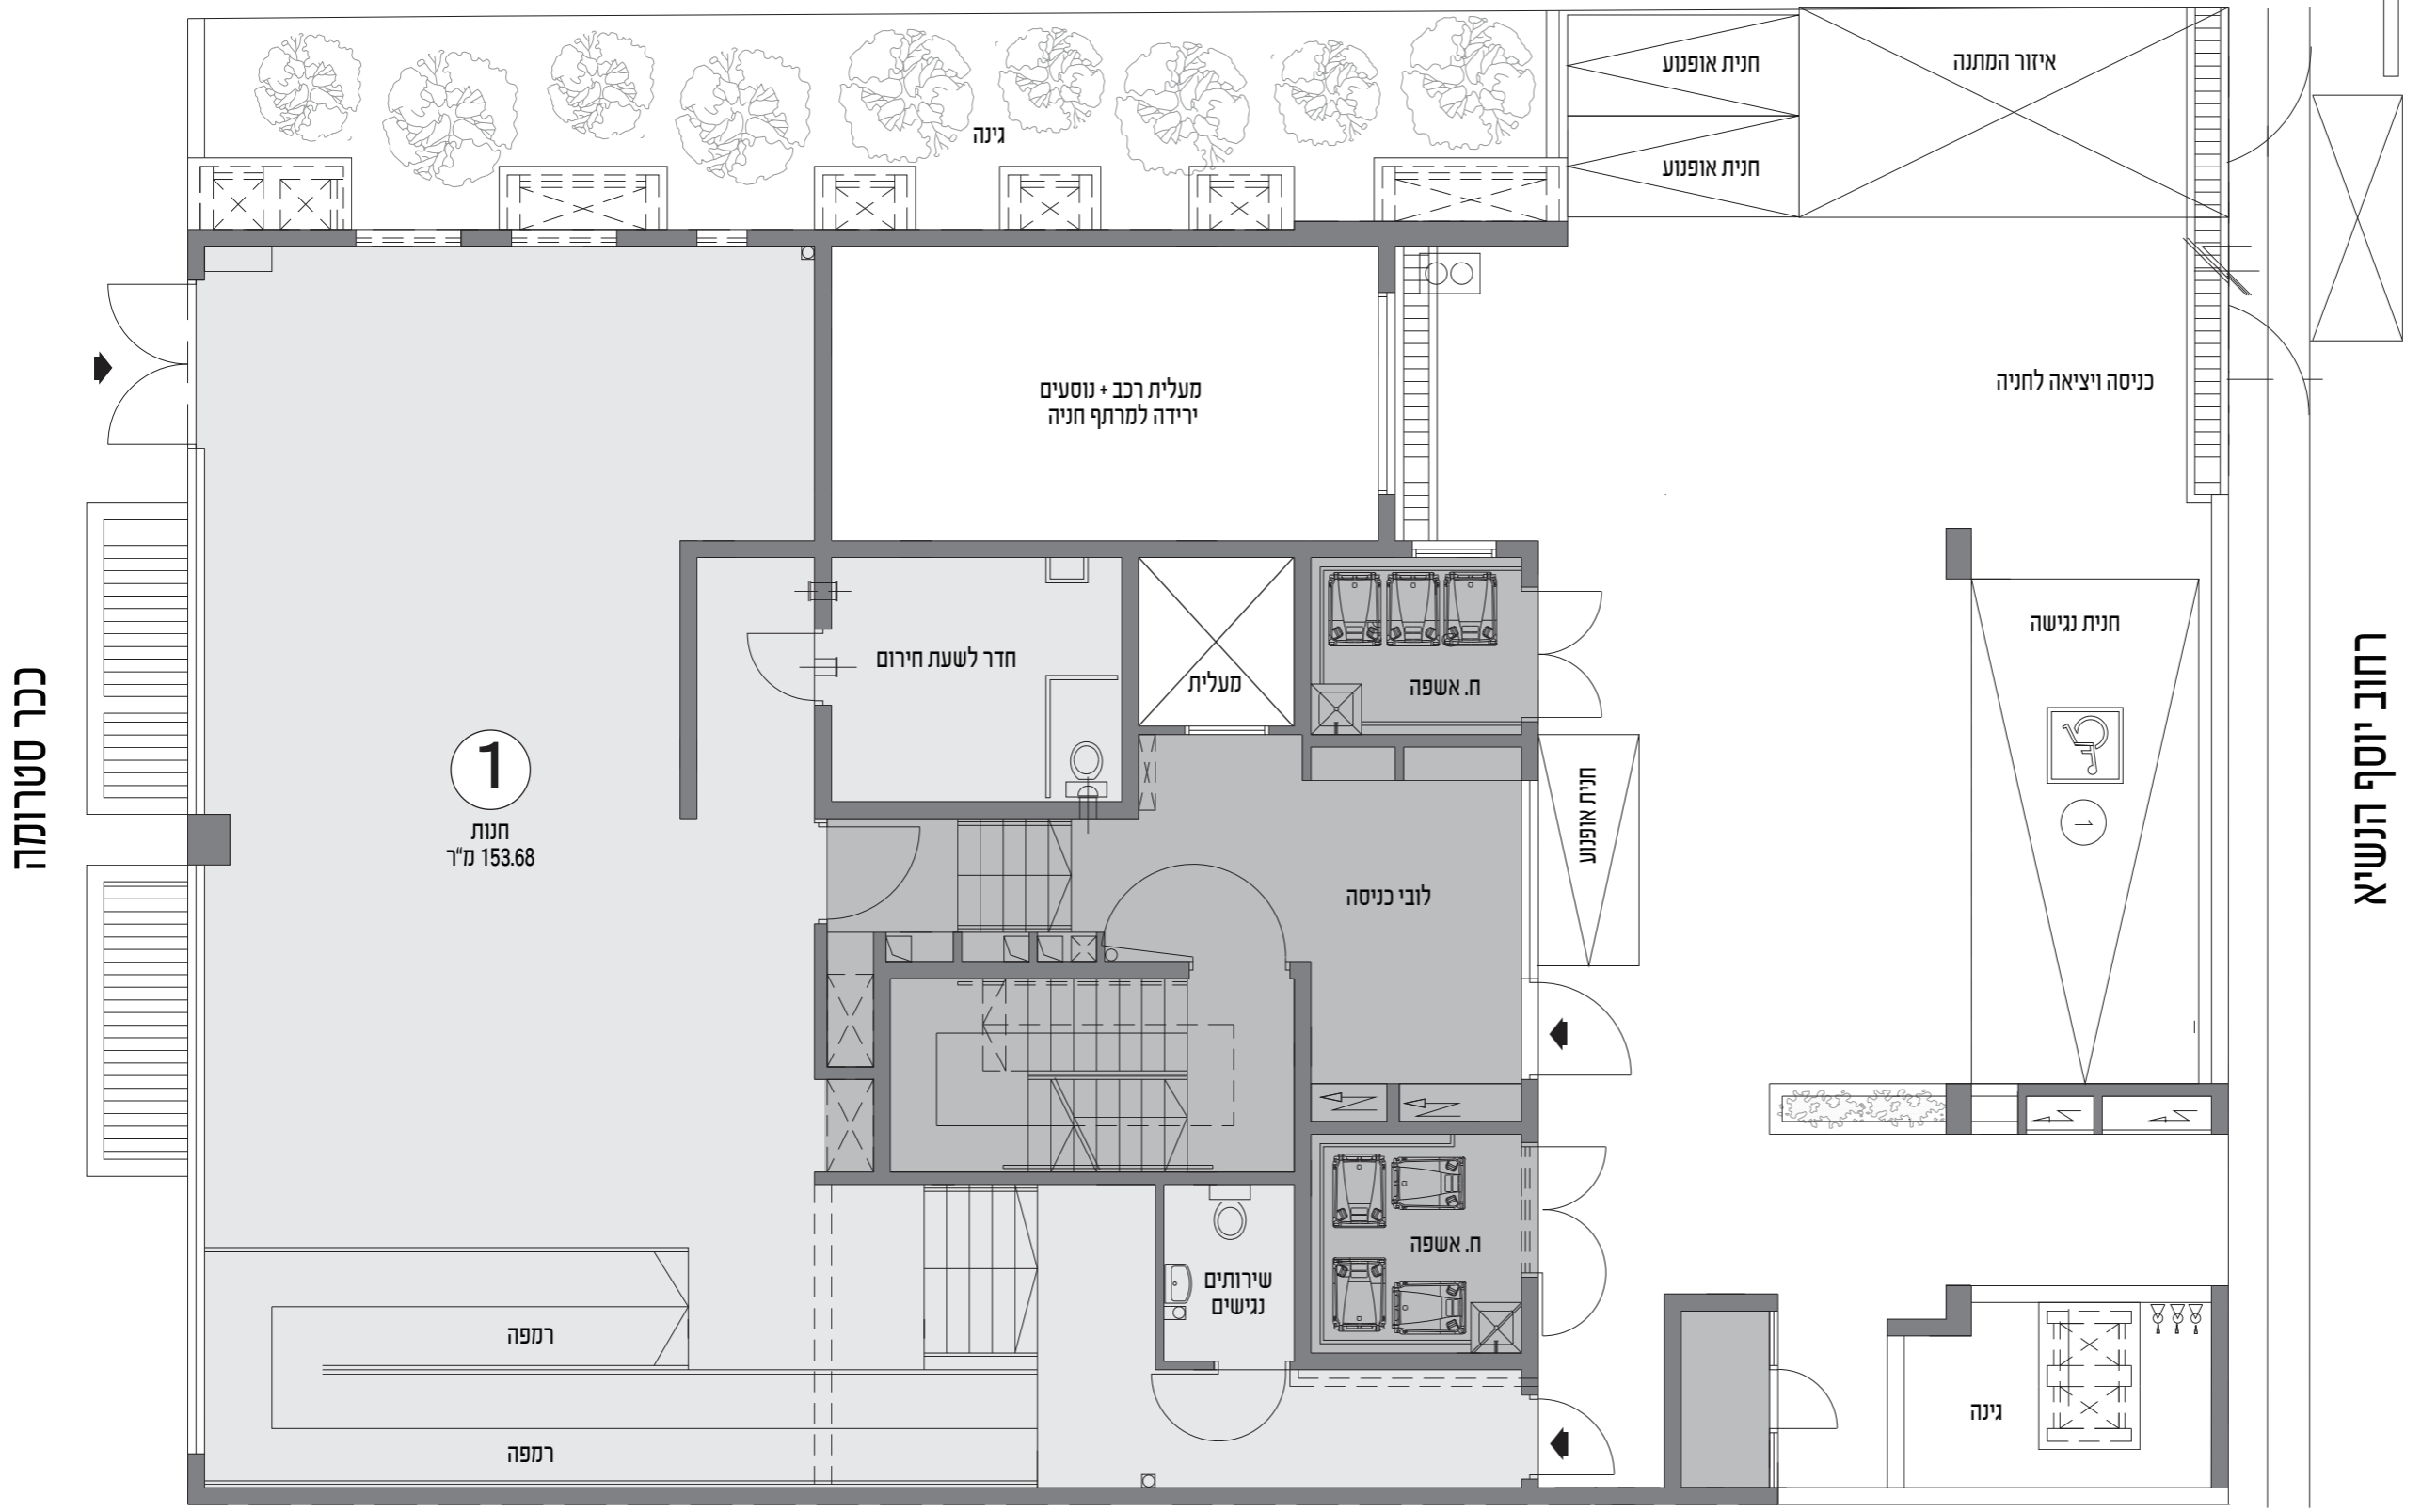 חנית אופנוע
איזור המתנה
גינה
חנית אופנוע
כניסה ויציאה לחניה
מעלית רכב + נוסעים
ירידה למרתף חניה
חנית נגישה
חדר לשעת חירום
מעלית
ח. אשפה
רחוב יוסף הנשיא
ככר סטרומה
1
חנות
153.68 מ"ר
חנית אופנוע
1
לובי כניסה
ח. אשפה
שירותים
נגישים
רמפה
גינה
רמפה